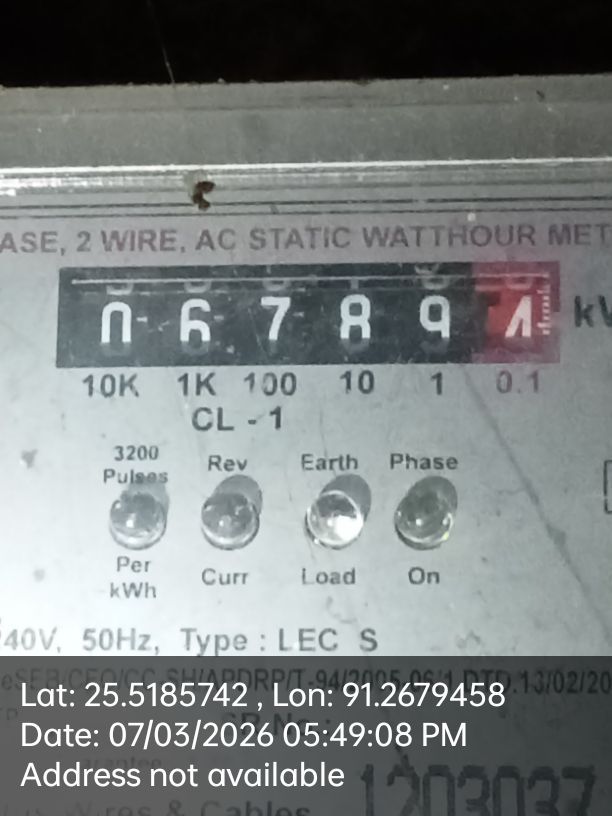 ASE, 2 WIRE, AC STATIC WATTHOUR MET
0 6 7 8 9
10K 1K 100 10 1 0.1
CL - 1
3200 Pulses Per kWh
Rev Curr
Earth Load
Phase On
40V, 50Hz, Type : LEC S
Lat: 25.5185742 , Lon: 91.2679458
Date: 07/03/2026 05:49:08 PM
Address not available
Wires & Cables
1203037